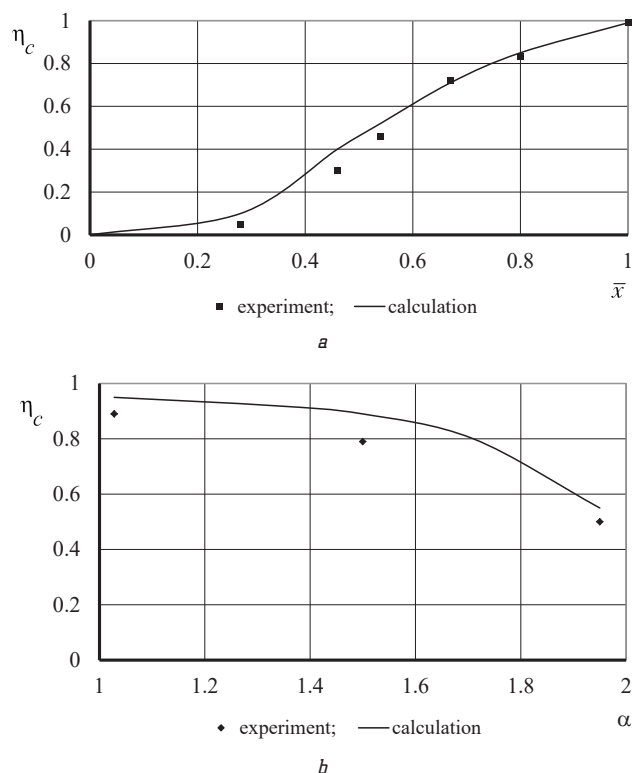 1
η_c
0.8
0.6
0.4
0.2
0
0 0.2 0.4 0.6 0.8 1
x̅
experiment; calculation
a
1
η_c
0.8
0.6
0.4
0.2
0
1 1.2 1.4 1.6 1.8 2
α
experiment; calculation
b